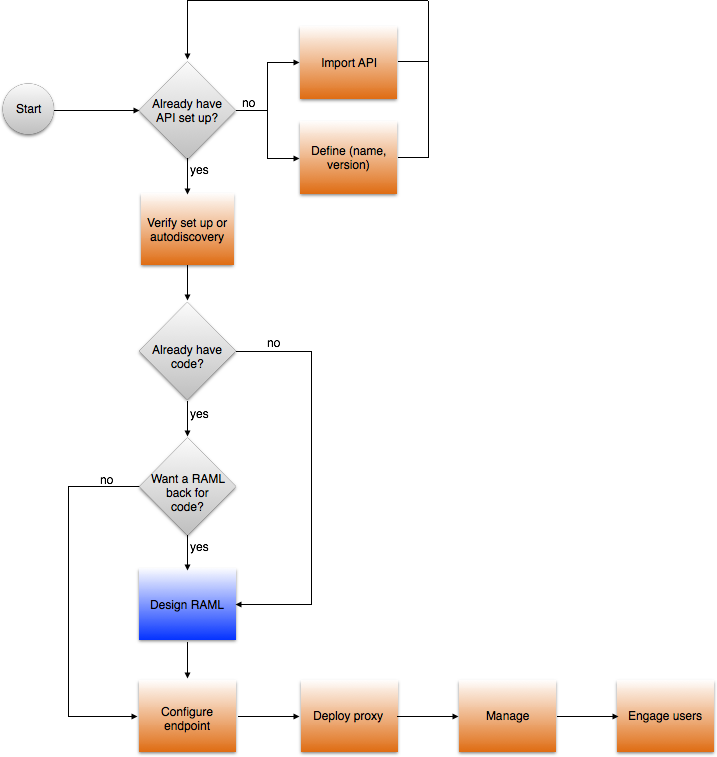 Import API
Start
Already have
API set up?
no
Define (name,
version)
yes
Verify set up or
autodiscovery
no
Already have
code?
yes
no
Want a RAML
back for
code?
yes
Design RAML
Configure
endpoint
Deploy proxy
Manage
Engage users